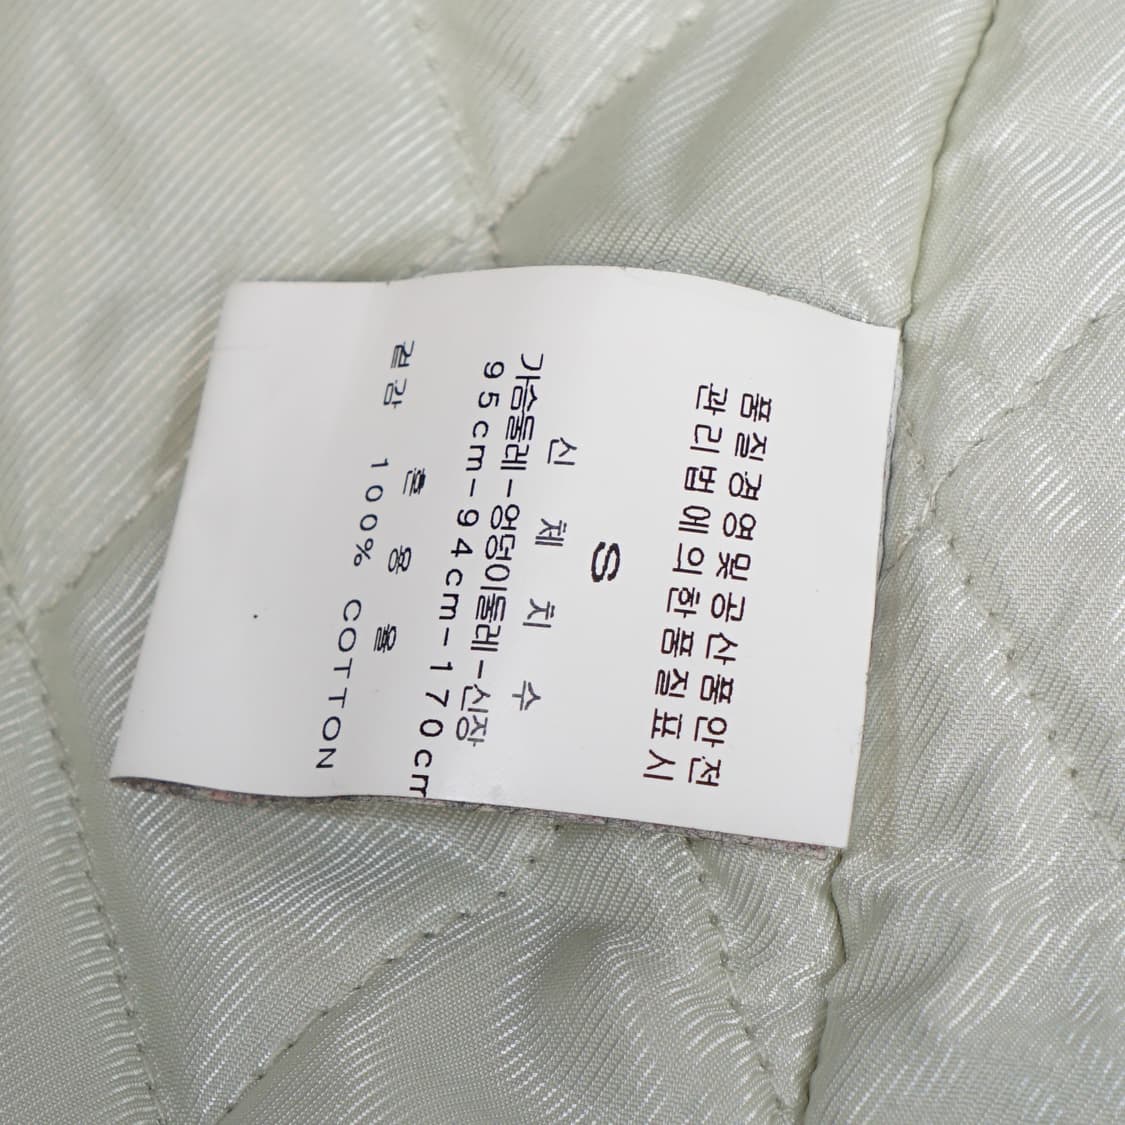 품질경영및공산품안전
관리법에의한품질표시
S
신 체 치 수
가슴둘레-엉덩이둘레-신장
95cm-94cm-170cm
혼 용 율
겉감 100% COTTON